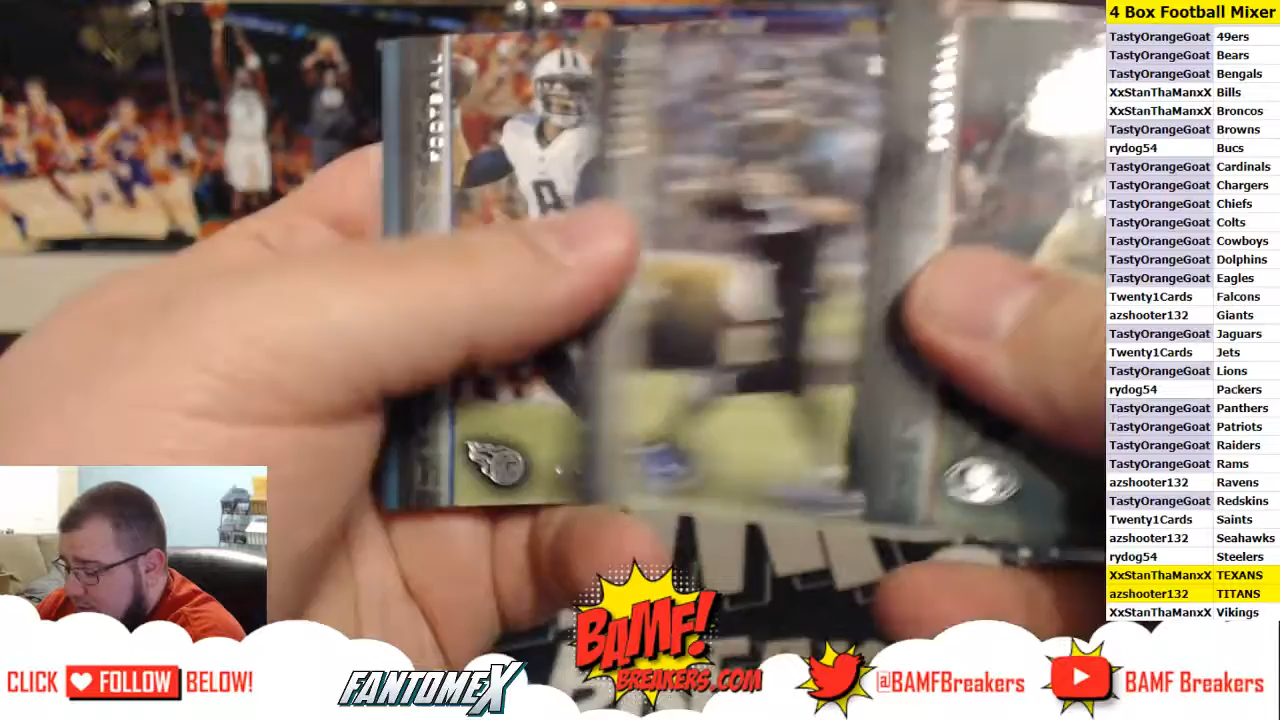 4 Box Football Mixer
TastyOrangeGoat 49ers
TastyOrangeGoat Bears
TastyOrangeGoat Bengals
XxStanThaManxX Bills
XxStanThaManxX Broncos
TastyOrangeGoat Browns
rydog54 Bucs
TastyOrangeGoat Cardinals
TastyOrangeGoat Chargers
TastyOrangeGoat Chiefs
TastyOrangeGoat Colts
TastyOrangeGoat Cowboys
TastyOrangeGoat Dolphins
TastyOrangeGoat Eagles
Twenty1Cards Falcons
azshooter132 Giants
TastyOrangeGoat Jaguars
Twenty1Cards Jets
TastyOrangeGoat Lions
rydog54 Packers
TastyOrangeGoat Panthers
TastyOrangeGoat Patriots
TastyOrangeGoat Raiders
TastyOrangeGoat Rams
azshooter132 Ravens
TastyOrangeGoat Redskins
Twenty1Cards Saints
azshooter132 Seahawks
rydog54 Steelers
XxStanThaManxX TEXANS
azshooter132 TITANS
XxStanThaManxX Vikings
FOOTBALL
8
CLICK FOLLOW BELOW!
FANTOMEX
BAMF!
BREAKERS.COM
@BAMFBreakers
BAMF Breakers